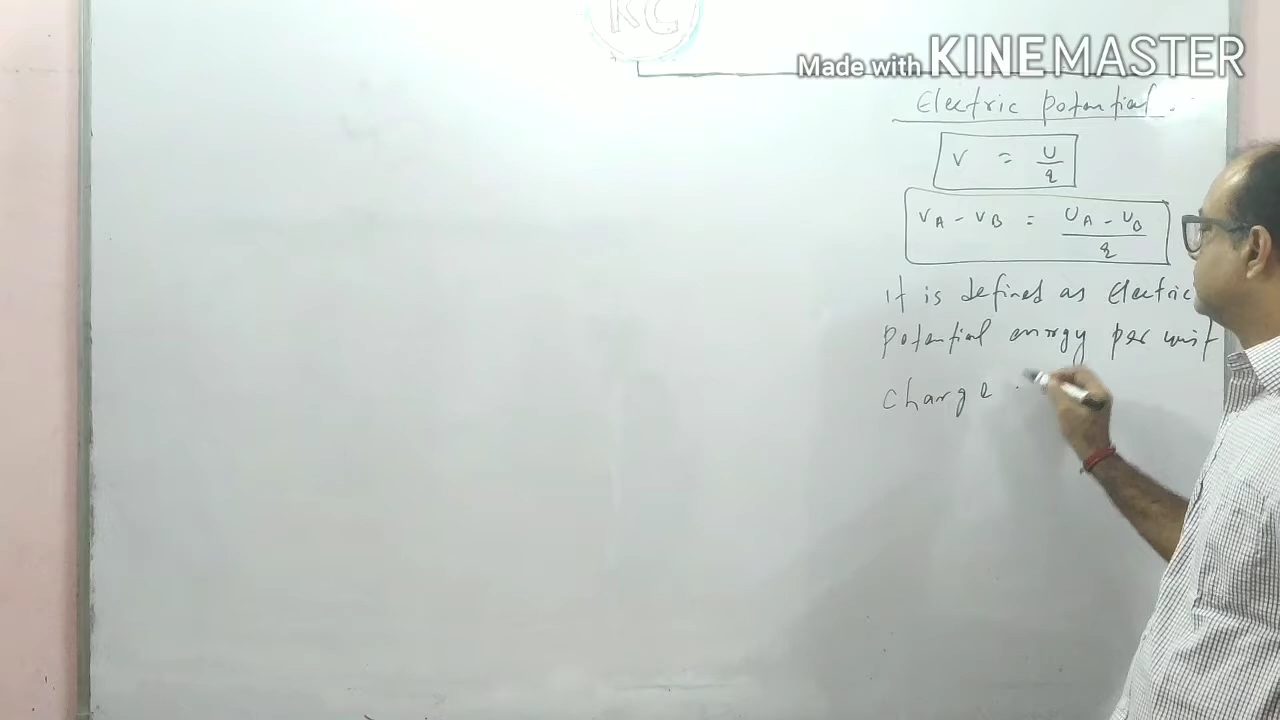 KC
Made with KINEMASTER
Electric potential.
V = U/q
VA - VB = UA - UB / q
It is defined as electric
potential energy per unit
charge.